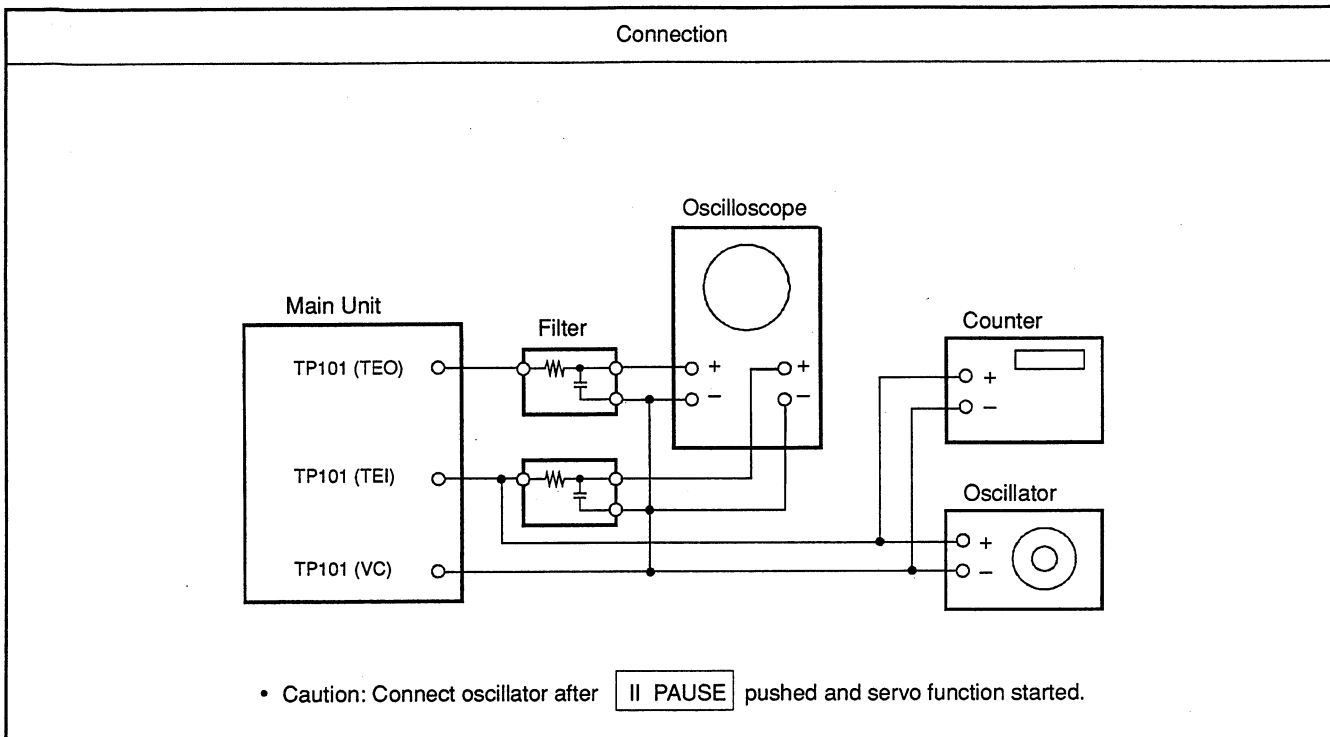 Connection
Oscilloscope
Main Unit
Filter
Counter
TP101 (TEO)
+ +
− −
+
−
TP101 (TEI)
Oscillator
+
−
TP101 (VC)
• Caution: Connect oscillator after II PAUSE pushed and servo function started.